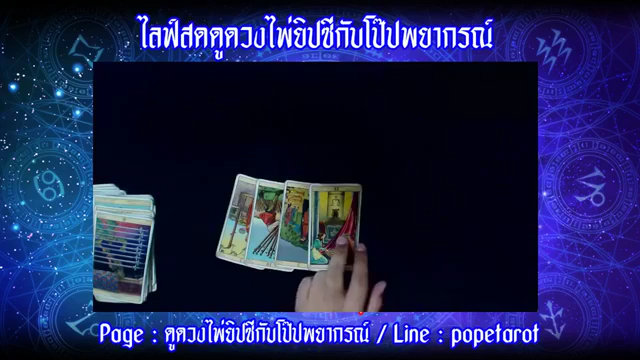 ไลฟ์สดดูดวงไพ่ยิปซีกับโป๊ปพยากรณ์
Page : ดูดวงไพ่ยิปซีกับโป๊ปพยากรณ์ / Line : popetarot